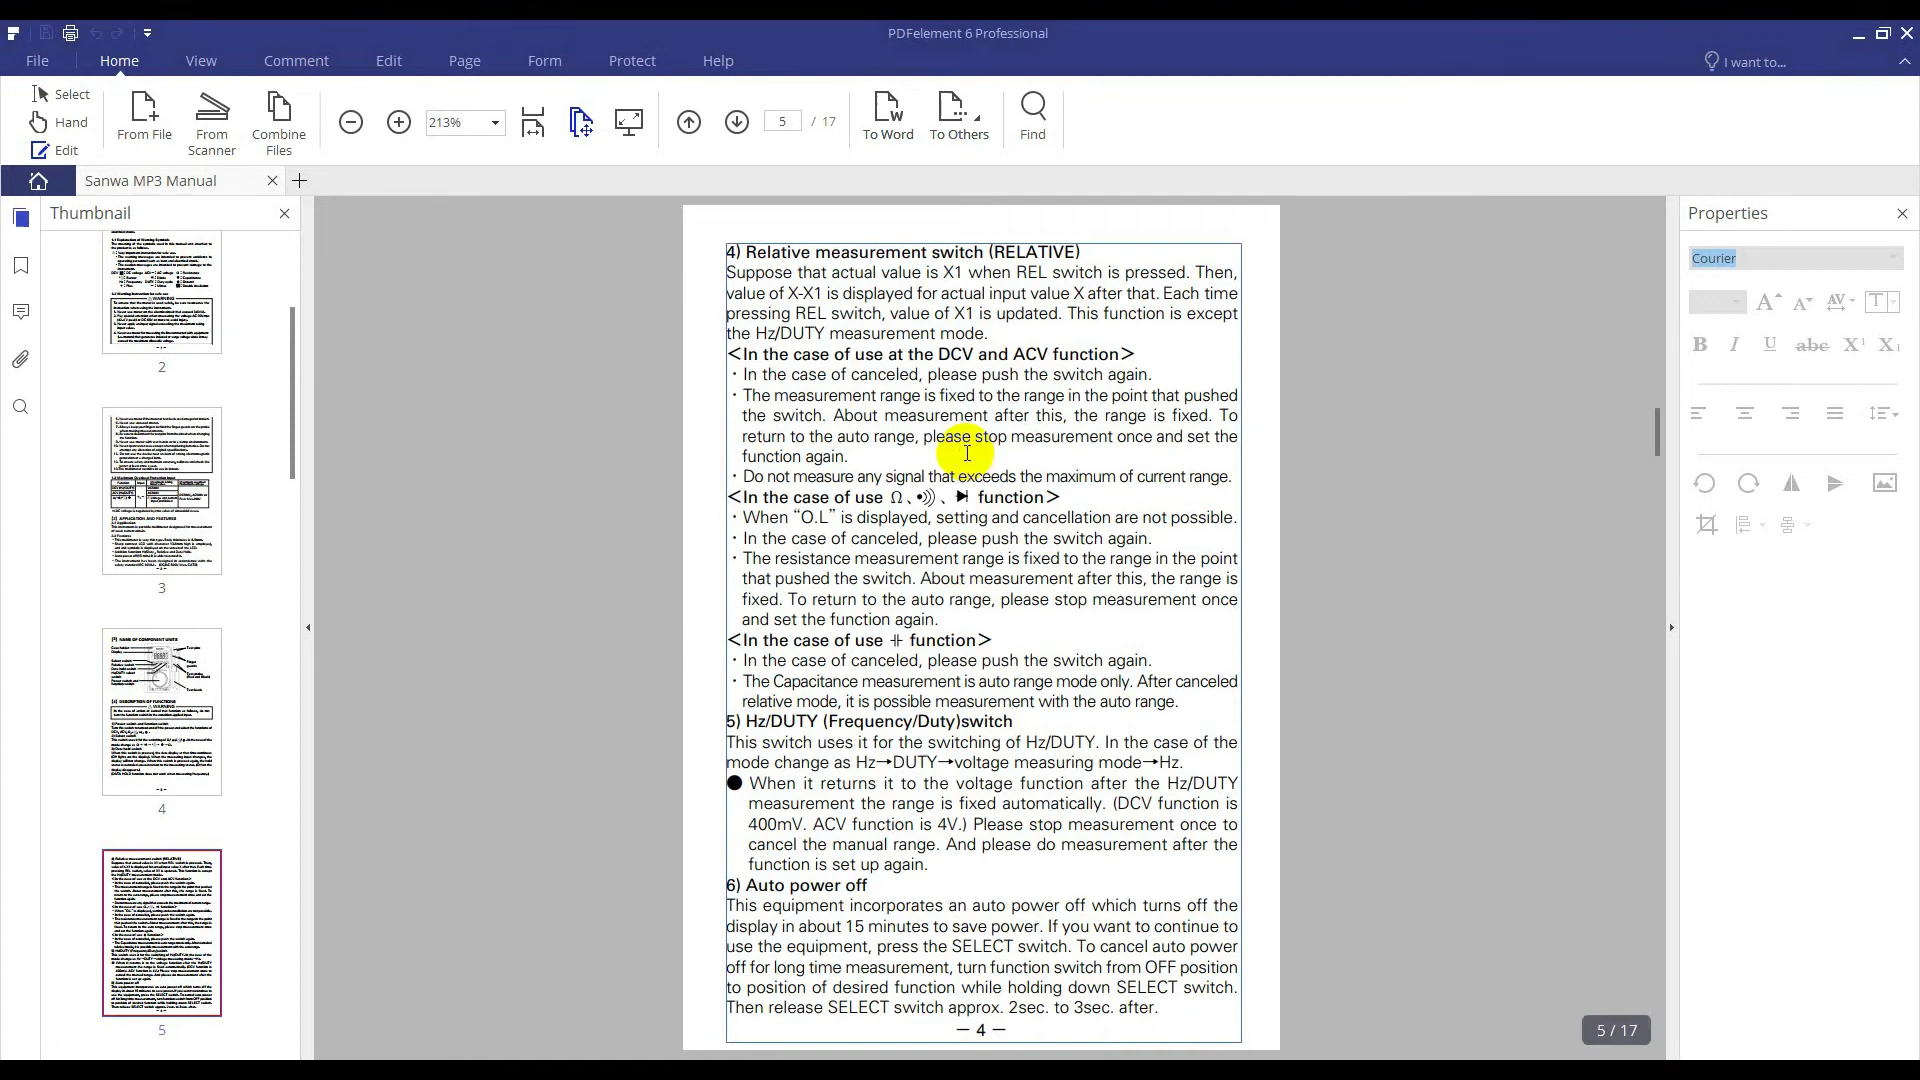 PDFelement 6 Professional
File
Home
View
Comment
Edit
Page
Form
Protect
Help
I want to...
Select
Hand
Edit
From File
From Scanner
Combine Files
213%
5 / 17
To Word
To Others
Find
Sanwa MP3 Manual
Thumbnail
2
3
4
5
4) Relative measurement switch (RELATIVE)
Suppose that actual value is X1 when REL switch is pressed. Then,
value of X-X1 is displayed for actual input value X after that. Each time
pressing REL switch, value of X1 is updated. This function is except
the Hz/DUTY measurement mode.
<In the case of use at the DCV and ACV function>
・In the case of canceled, please push the switch again.
・The measurement range is fixed to the range in the point that pushed
the switch. About measurement after this, the range is fixed. To
return to the auto range, please stop measurement once and set the
function again.
・Do not measure any signal that exceeds the maximum of current range.
<In the case of use Ω、•)))、▶| function>
・When “O.L” is displayed, setting and cancellation are not possible.
・In the case of canceled, please push the switch again.
・The resistance measurement range is fixed to the range in the point
that pushed the switch. About measurement after this, the range is
fixed. To return to the auto range, please stop measurement once
and set the function again.
<In the case of use ⊣⊢ function>
・In the case of canceled, please push the switch again.
・The Capacitance measurement is auto range mode only. After canceled
relative mode, it is possible measurement with the auto range.
5) Hz/DUTY (Frequency/Duty)switch
This switch uses it for the switching of Hz/DUTY. In the case of the
mode change as Hz→DUTY→voltage measuring mode→Hz.
● When it returns it to the voltage function after the Hz/DUTY
measurement the range is fixed automatically. (DCV function is
400mV. ACV function is 4V.) Please stop measurement once to
cancel the manual range. And please do measurement after the
function is set up again.
6) Auto power off
This equipment incorporates an auto power off which turns off the
display in about 15 minutes to save power. If you want to continue to
use the equipment, press the SELECT switch. To cancel auto power
off for long time measurement, turn function switch from OFF position
to position of desired function while holding down SELECT switch.
Then release SELECT switch approx. 2sec. to 3sec. after.
— 4 —
5 / 17
Properties
Courier